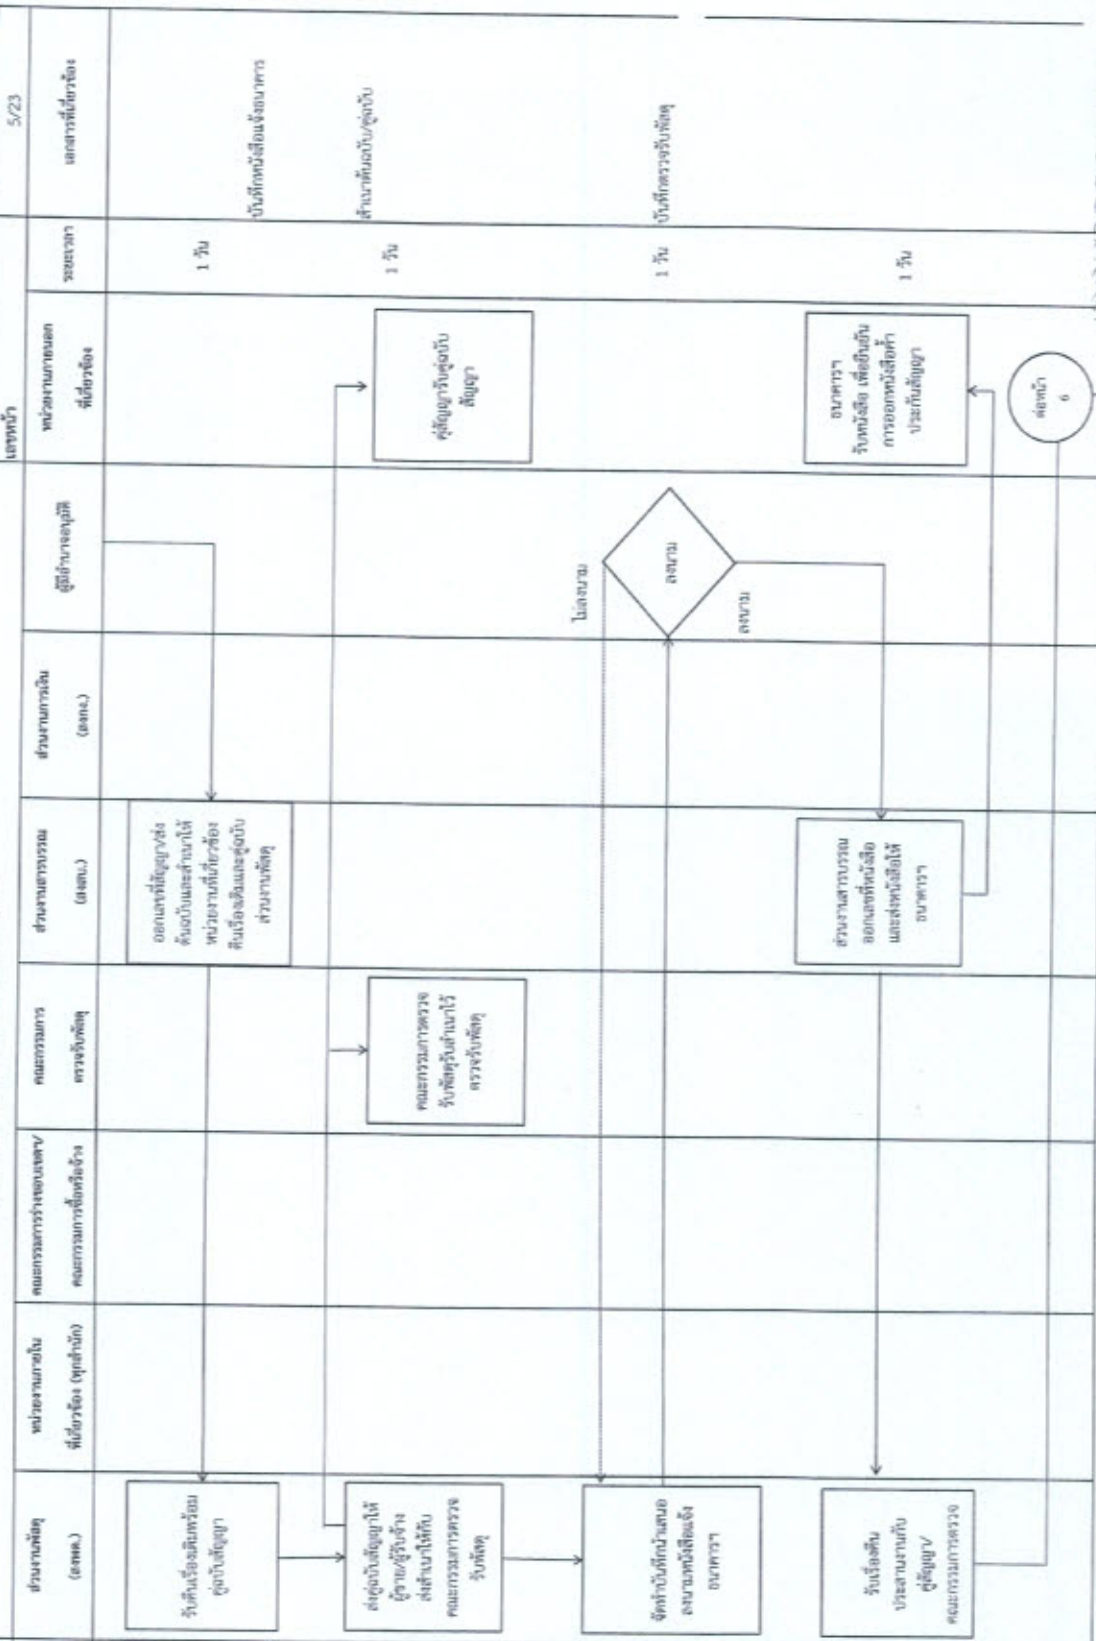 เลขหน้า
5/23
ส่วนงานพัสดุ
(สงพด.)
หน่วยงานภายใน
ที่เกี่ยวข้อง (ทุกสำนัก)
คณะกรรมการร่างขอบเขตฯ/
คณะกรรมการซื้อหรือจ้าง
คณะกรรมการ
ตรวจรับพัสดุ
ส่วนงานสารบรรณ
(สงสบ.)
ส่วนงานการเงิน
(สงกง.)
ผู้มีอำนาจอนุมัติ
หน่วยงานภายนอก
ที่เกี่ยวข้อง
ระยะเวลา
เอกสารที่เกี่ยวข้อง
รับคืนเรื่องเดิมพร้อม
คู่ฉบับสัญญา
ออกเลขที่สัญญา/ส่ง
ต้นฉบับและสำเนาให้
หน่วยงานที่เกี่ยวข้อง
คืนเรื่องเดิมและคู่ฉบับ
ส่วนงานพัสดุ
1 วัน
บันทึกหนังสือแจ้งธนาคาร
ส่งคู่ฉบับสัญญาให้
ผู้ขาย/ผู้รับจ้าง
ส่งสำเนาให้กับ
คณะกรรมการตรวจ
รับพัสดุ
คณะกรรมการตรวจ
รับพัสดุรับสำเนาไว้
ตรวจรับพัสดุ
คู่สัญญารับคู่ฉบับ
สัญญา
1 วัน
สำเนาต้นฉบับ/คู่ฉบับ
จัดทำบันทึกนำเสนอ
ลงนามหนังสือแจ้ง
ธนาคารฯ
ไม่ลงนาม
ลงนาม
ลงนาม
1 วัน
บันทึกตรวจรับพัสดุ
รับเรื่องคืน
ประสานงานกับ
คู่สัญญา/
คณะกรรมการตรวจ
ส่วนงานสารบรรณ
ออกเลขที่หนังสือ
และส่งหนังสือให้
ธนาคารฯ
ธนาคารฯ
รับหนังสือ เพื่อยืนยัน
การออกหนังสือค้ำ
ประกันสัญญา
1 วัน
ต่อหน้า
6